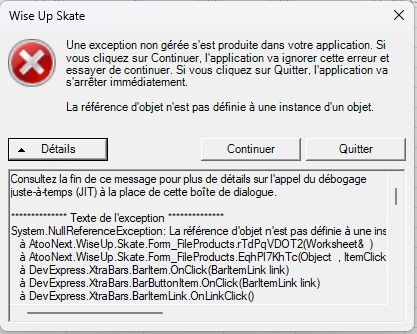 Wise Up Skate
Une exception non gérée s'est produite dans votre application. Si
vous cliquez sur Continuer, l'application va ignorer cette erreur et
essayer de continuer. Si vous cliquez sur Quitter, l'application va
s'arrêter immédiatement.
La référence d'objet n'est pas définie à une instance d'un objet.
Détails
Continuer
Quitter
Consultez la fin de ce message pour plus de détails sur l'appel du débogage
juste-à-temps (JIT) à la place de cette boîte de dialogue.
************** Texte de l'exception **************
System.NullReferenceException: La référence d'objet n'est pas définie à une ins
à AtooNext.WiseUp.Skate.Form_FileProducts.rTdPqVDOT2(Worksheet& )
à AtooNext.WiseUp.Skate.Form_FileProducts.EqhPI7KhTc(Object , ItemClick
à DevExpress.XtraBars.BarItem.OnClick(BarItemLink link)
à DevExpress.XtraBars.BarButtonItem.OnClick(BarItemLink link)
à DevExpress.XtraBars.BarItemLink.OnLinkClick()